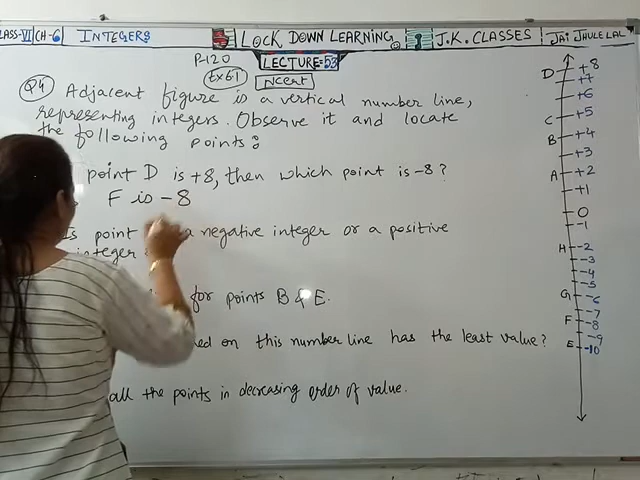 CLASS-VI CH-6 INTEGERS LOCK DOWN LEARNING J.K. CLASSES JAI JHULELAL
P-120 LECTURE:53
Ex 6.1 Ncert
Q4 Adjacent figure is a vertical number line,
representing integers. Observe it and locate
the following points:
point D is +8, then which point is -8?
F is -8
Is point a negative integer or a positive
integer
for points B & E.
on this number line has the least value?
all the points in decreasing order of value.
D +8
+7
+6
C +5
B +4
+3
A +2
+1
0
-1
H -2
-3
-4
-5
G -6
-7
F -8
-9
E -10